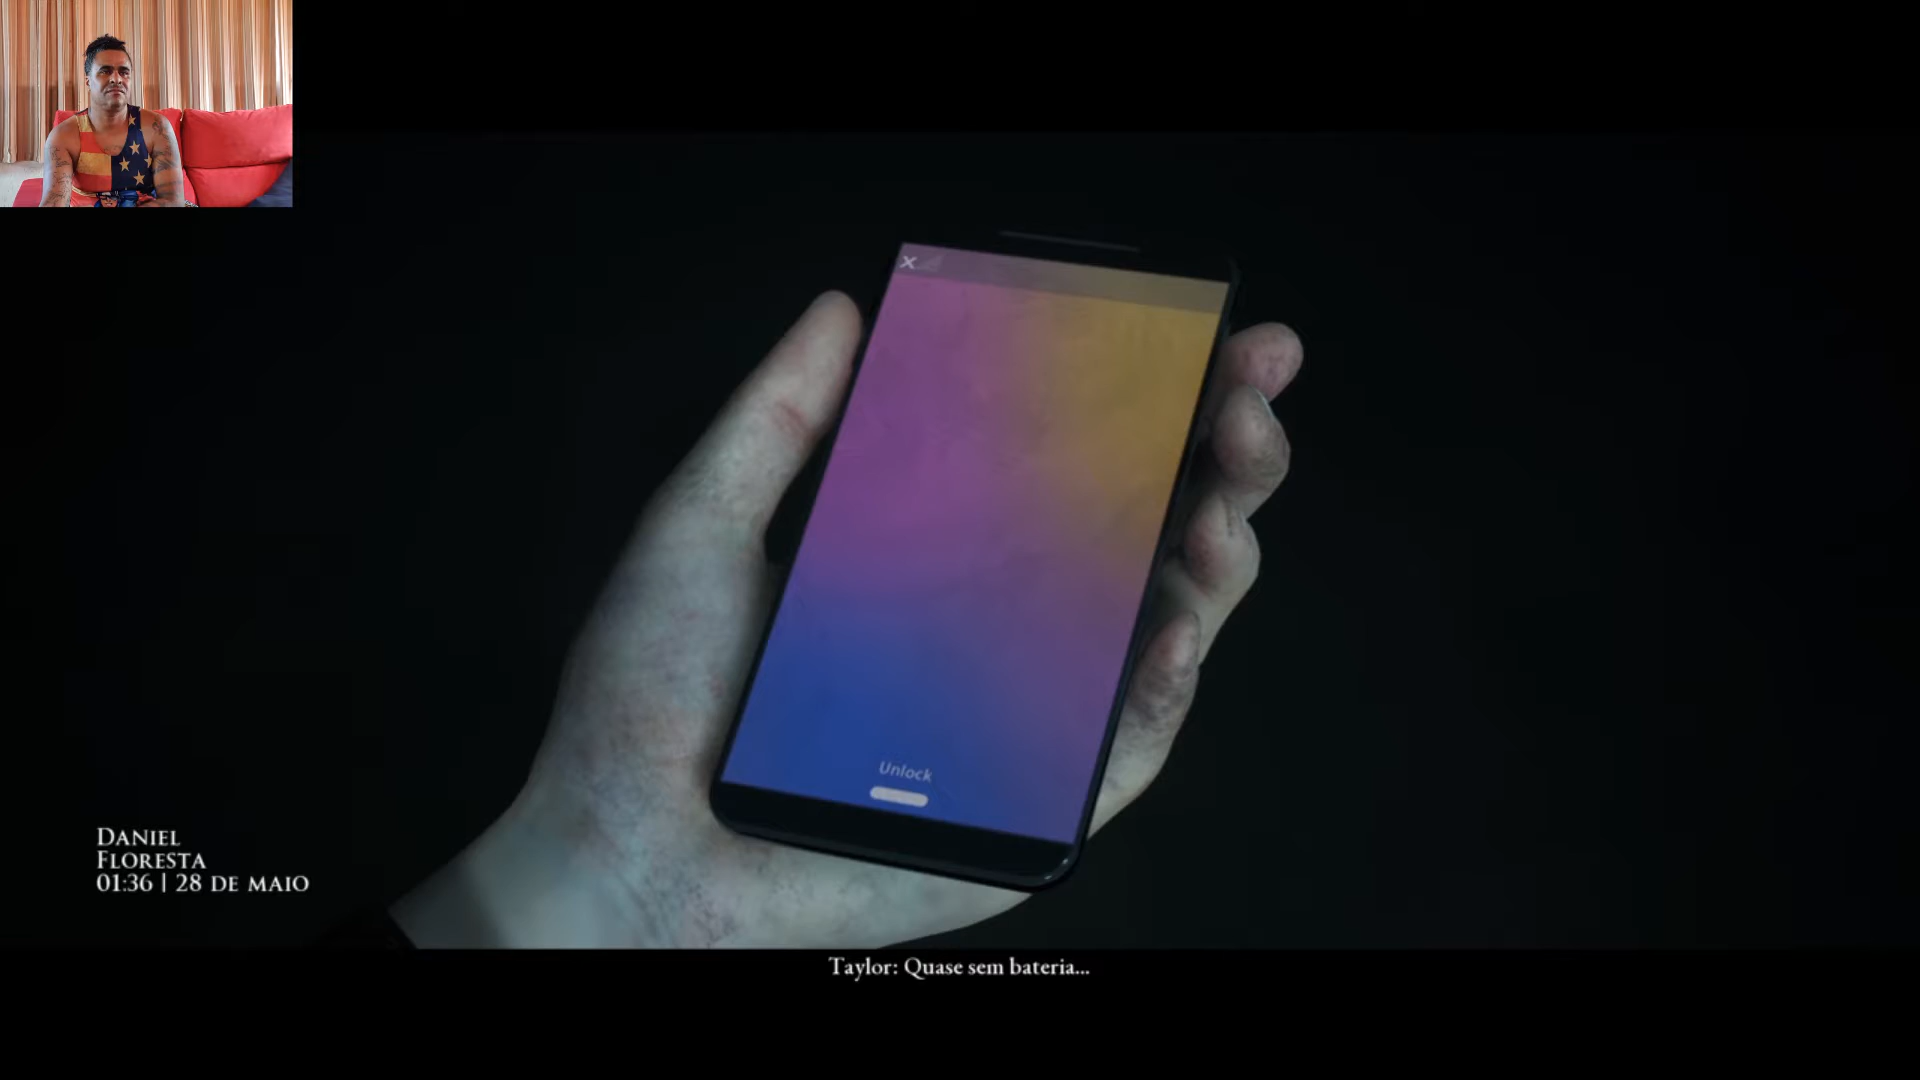 Unlock
DANIEL
FLORESTA
01:36 | 28 DE MAIO
Taylor: Quase sem bateria...